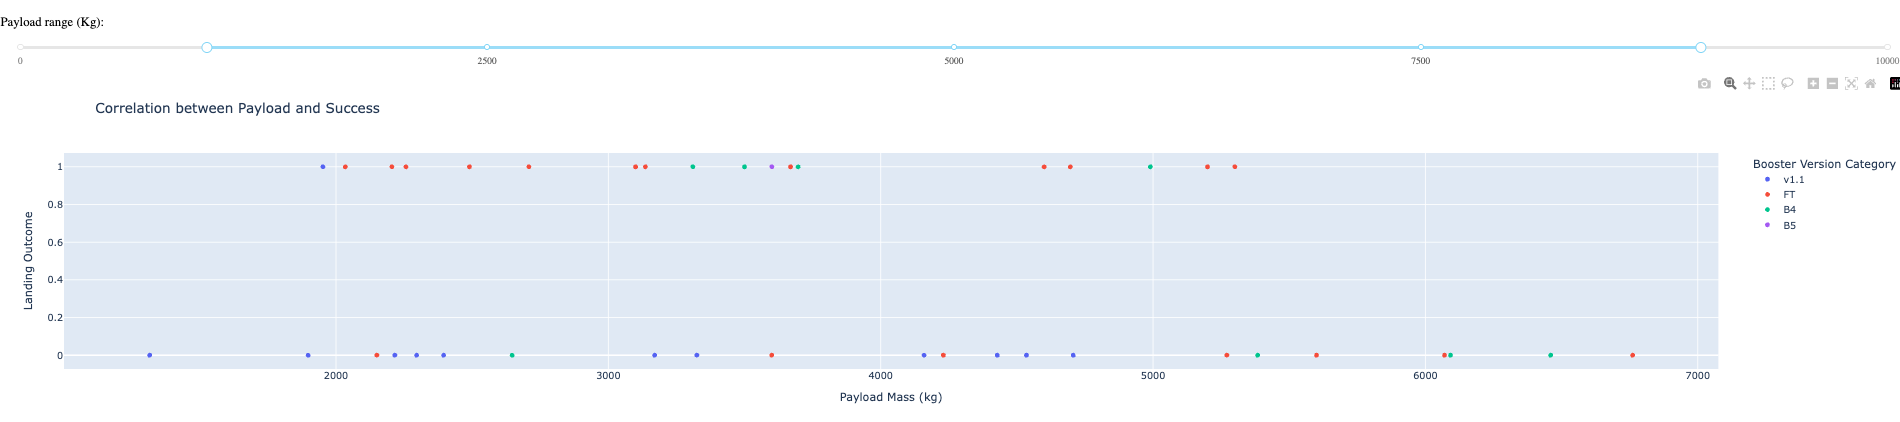 Payload range (Kg):
0 2500 5000 7500 10000
Correlation between Payload and Success
Booster Version Category
v1.1
FT
B4
B5
Landing Outcome
1
0.8
0.6
0.4
0.2
0
2000 3000 4000 5000 6000 7000
Payload Mass (kg)